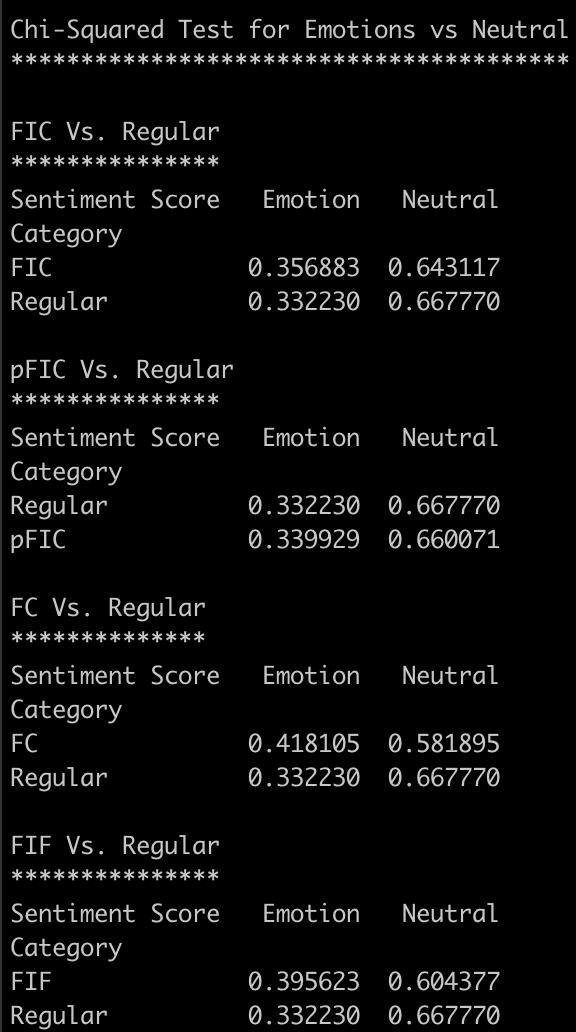 Chi-Squared Test for Emotions vs Neutral
****************************************
FIC Vs. Regular
***************
Sentiment Score   Emotion   Neutral
Category
FIC              0.356883  0.643117
Regular          0.332230  0.667770
pFIC Vs. Regular
***************
Sentiment Score   Emotion   Neutral
Category
Regular          0.332230  0.667770
pFIC             0.339929  0.660071
FC Vs. Regular
**************
Sentiment Score   Emotion   Neutral
Category
FC               0.418105  0.581895
Regular          0.332230  0.667770
FIF Vs. Regular
***************
Sentiment Score   Emotion   Neutral
Category
FIF              0.395623  0.604377
Regular          0.332230  0.667770